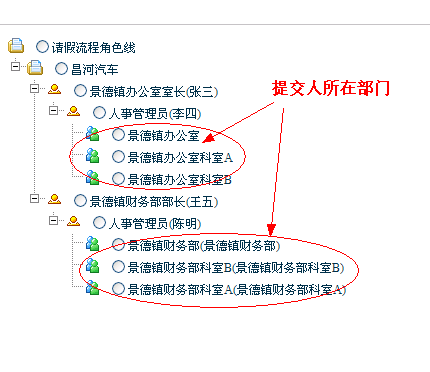 请假流程角色线
昌河汽车
景德镇办公室室长(张三)
提交人所在部门
人事管理员(李四)
景德镇办公室
景德镇办公室科室A
景德镇办公室科室B
景德镇财务部部长(王五)
人事管理员(陈明)
景德镇财务部(景德镇财务部)
景德镇财务部科室B(景德镇财务部科室B)
景德镇财务部科室A(景德镇财务部科室A)